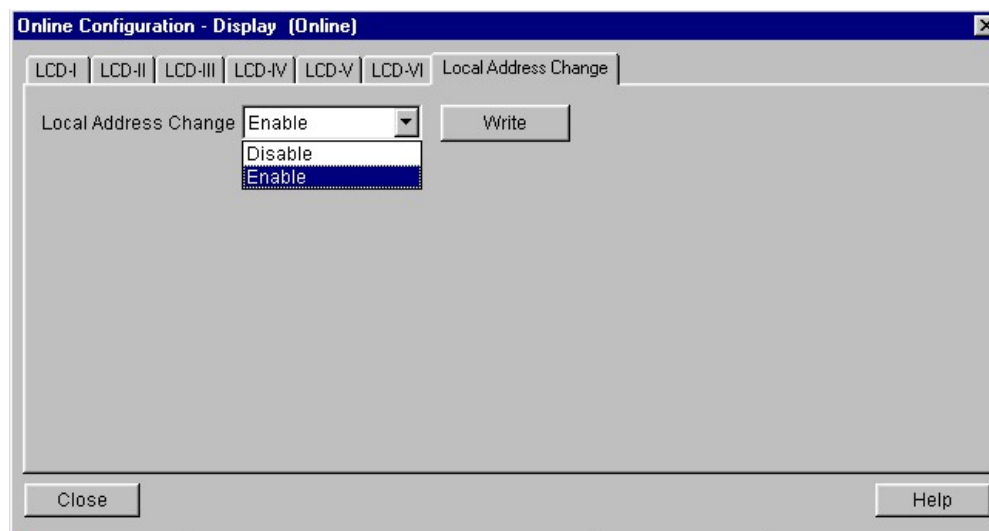 Online Configuration - Display (Online)
LCD-I LCD-II LCD-III LCD-IV LCD-V LCD-VI Local Address Change
Local Address Change Enable Write
Disable
Enable
Close Help